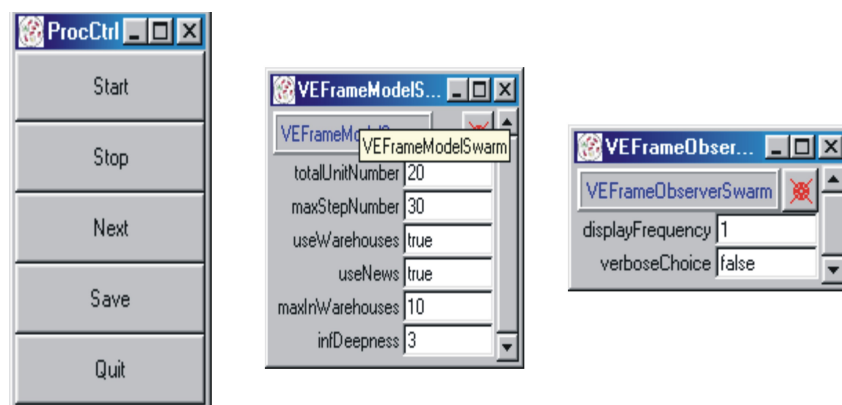 ProcCtrl
Start
Stop
Next
Save
Quit
VEFrameModelS...
VEFrameModelSwarm
totalUnitNumber 20
maxStepNumber 30
useWarehouses true
useNews true
maxInWarehouses 10
infDeepness 3
VEFrameObser...
VEFrameObserverSwarm
displayFrequency 1
verboseChoice false